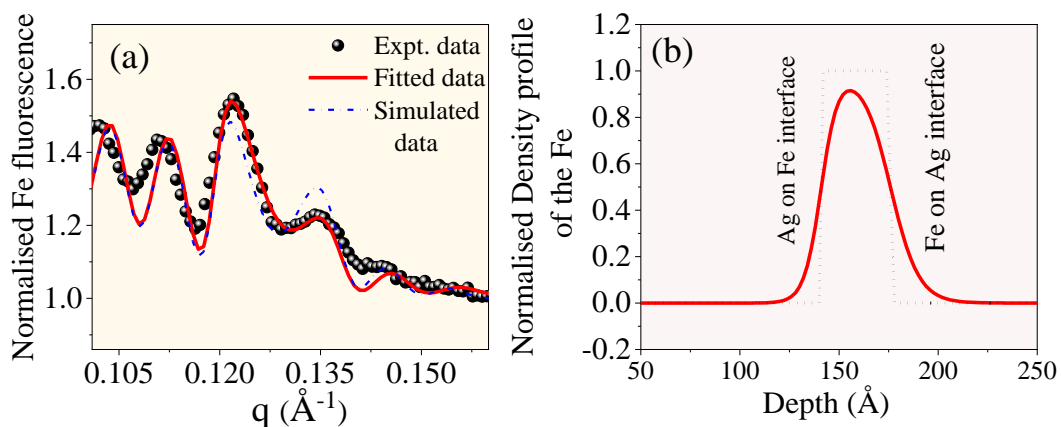 (a)
Expt. data
Fitted data
Simulated
data
Normalised Fe fluorescence
1.6
1.4
1.2
1.0
0.105
0.120
0.135
0.150
q (Å-1)
(b)
Normalised Density profile
of the Fe
1.2
1.0
0.8
0.6
0.4
0.2
0.0
-0.2
Ag on Fe interface
Fe on Ag interface
50
100
150
200
250
Depth (Å)